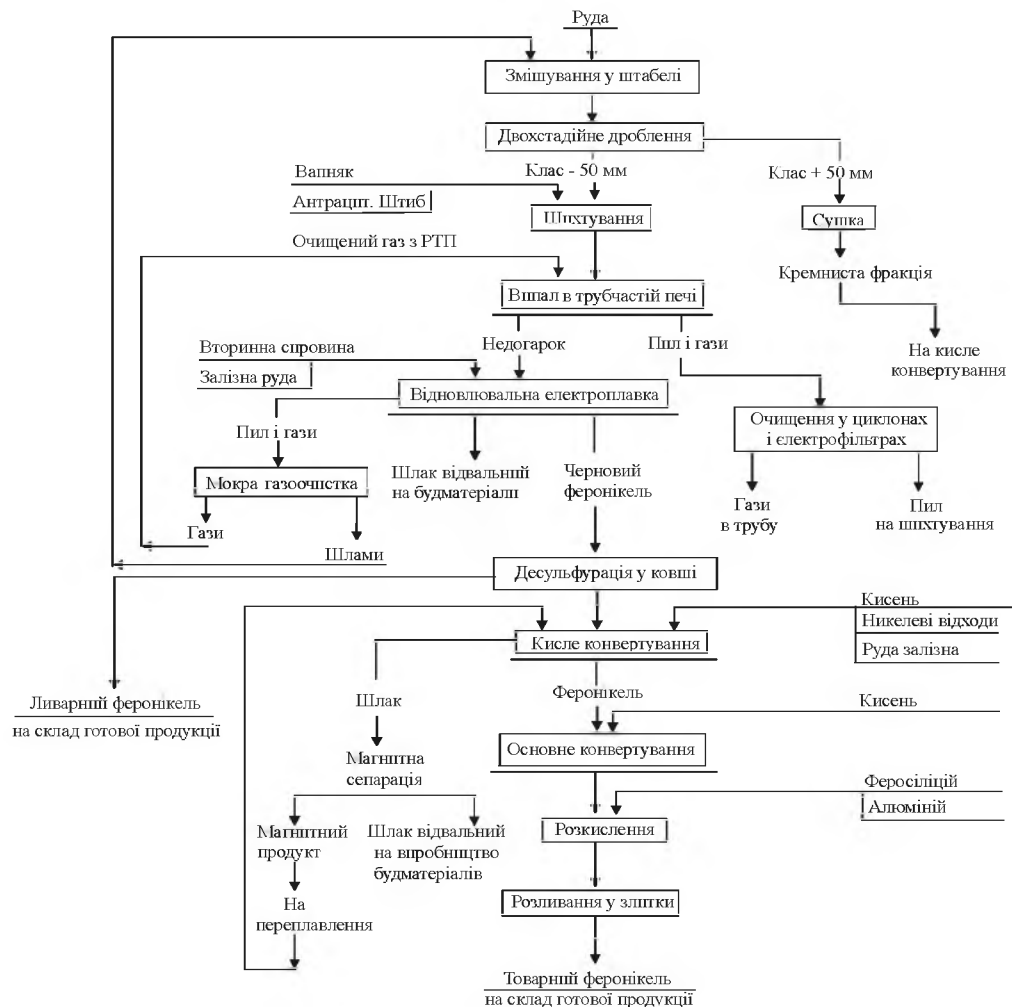 Руда
Змішування у штабелі
Двохстадійне дроблення
Вапняк
Клас - 50 мм
Клас + 50 мм
Антрацит. Штиб
Шихтування
Сушка
Очищений газ з РТП
Кремниста фракція
Випал в трубчастій печі
Недогарок
Пил і гази
Вторинна сировина
На кисле
конвертування
Залізна руда
Відновлювальна електроплавка
Очищення у циклонах
і єлектрофільтрах
Пил і гази
Шлак відвальний
на будматеріали
Черновий
феронікель
Мокра газоочистка
Гази
в трубу
Пил
на шихтування
Гази
Шлами
Десульфурація у ковші
Кисень
Никелеві відходи
Кисле конвертування
Руда залізна
Ливарний феронікель
на склад готової продукції
Шлак
Феронікель
Кисень
Основне конвертування
Магнитна
сепарація
Феросіліцій
Алюміній
Магнітний
продукт
Шлак відвальний
на виробництво
будматеріалів
Розкислення
На
переплавлення
Розливання у злітки
Товарний феронікель
на склад готової продукції